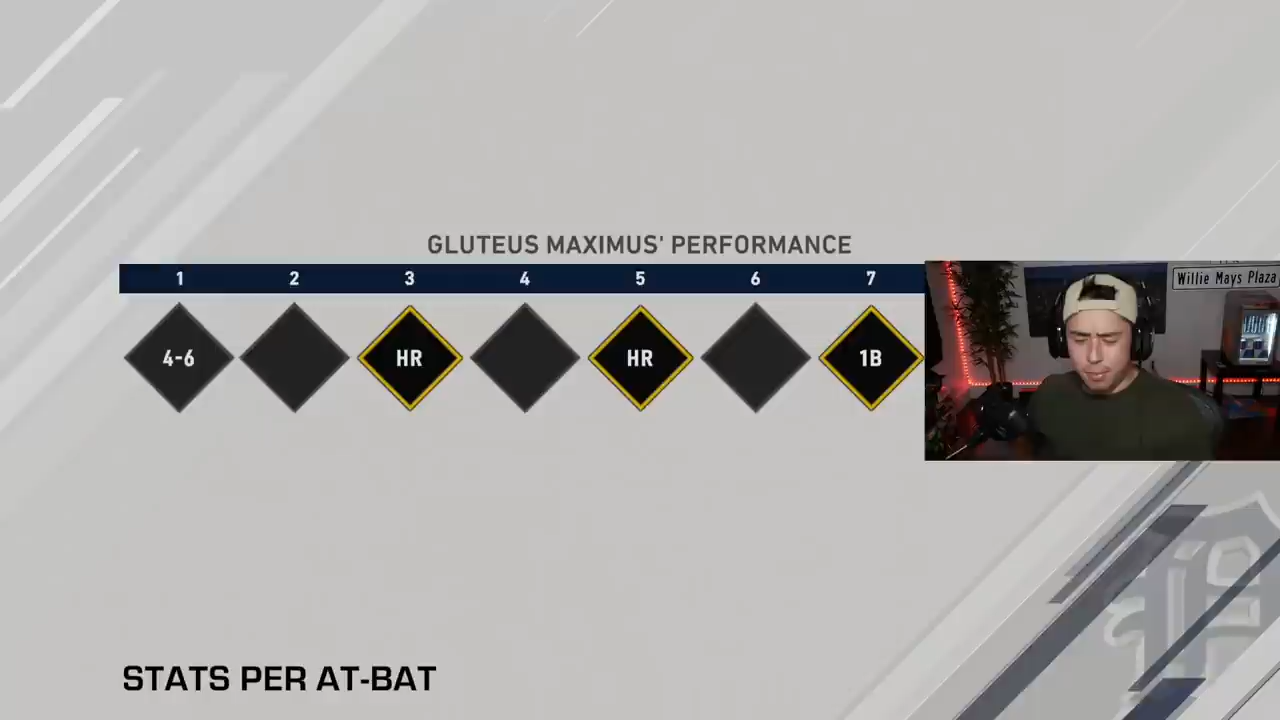 GLUTEUS MAXIMUS' PERFORMANCE
1 2 3 4 5 6 7
4-6 HR HR 1B
Willie Mays Plaza
STATS PER AT-BAT